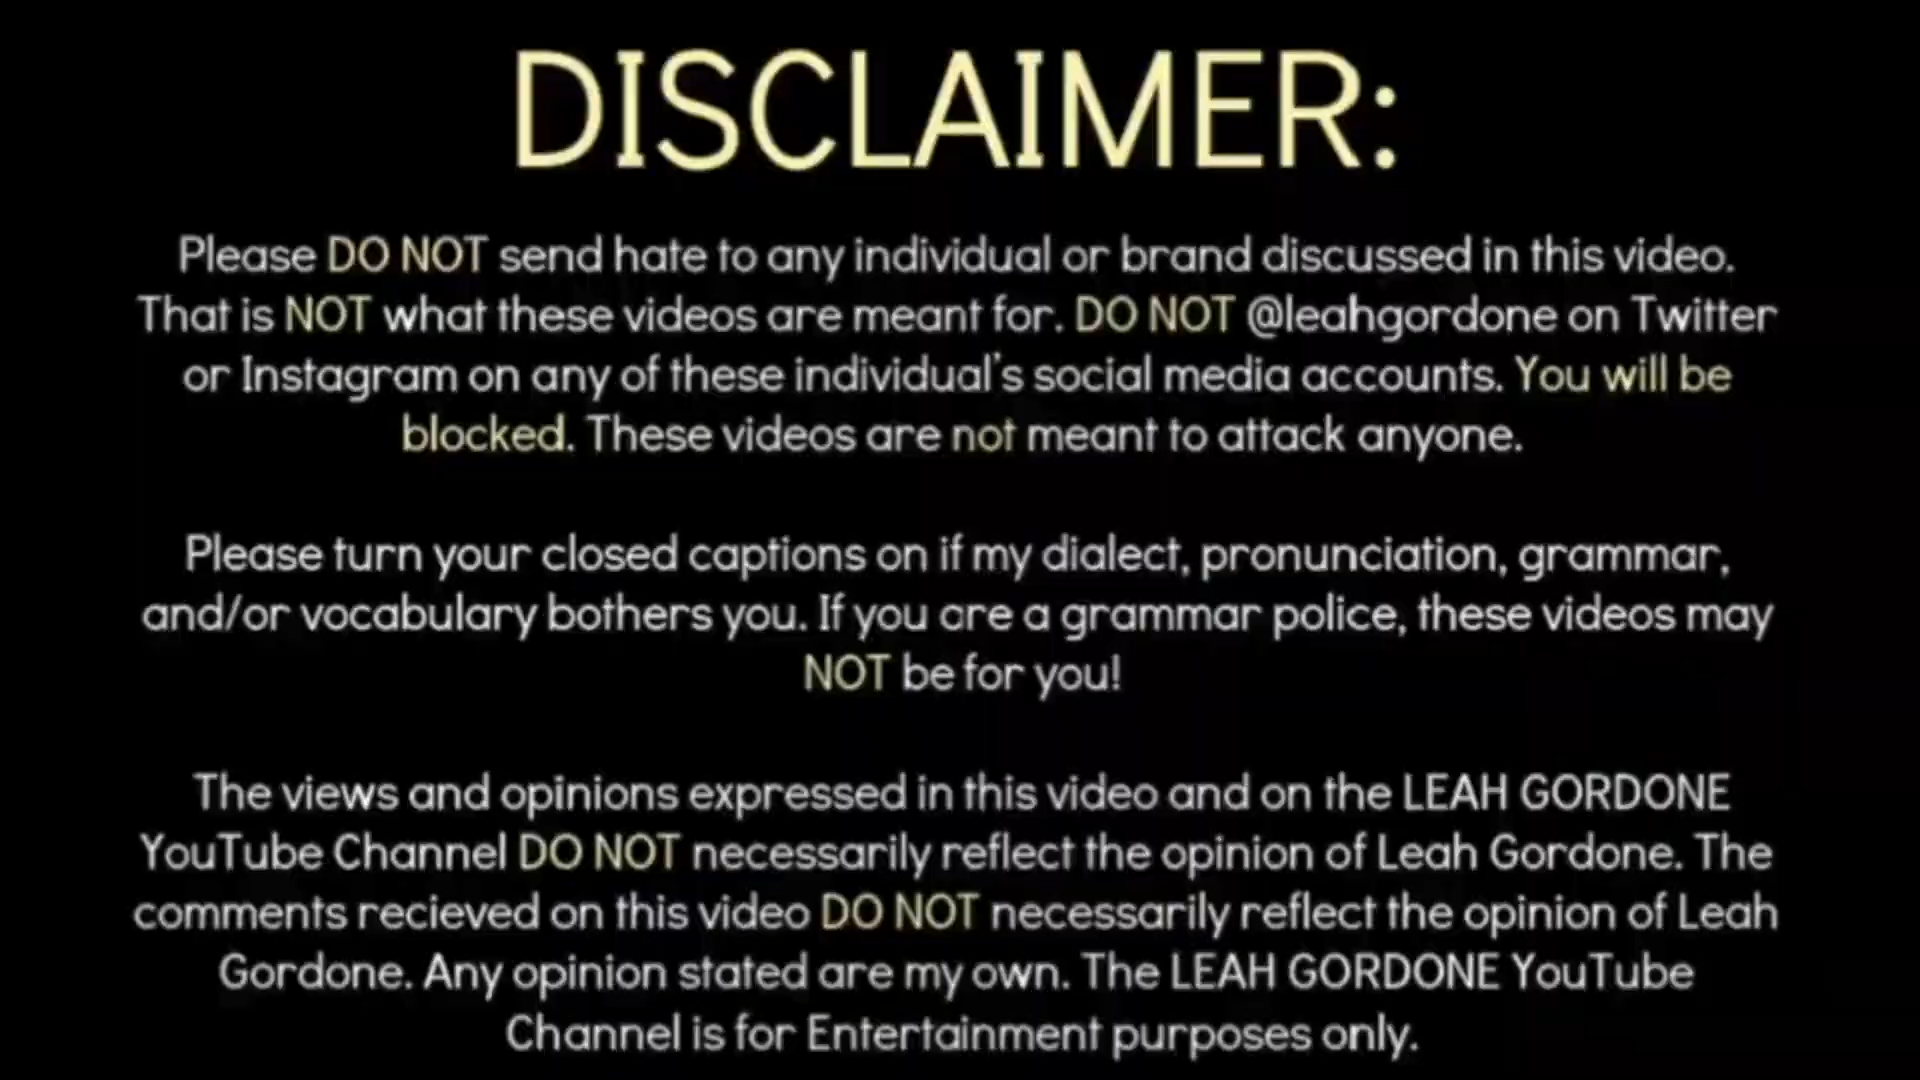 DISCLAIMER:
Please DO NOT send hate to any individual or brand discussed in this video.
That is NOT what these videos are meant for. DO NOT @leahgordone on Twitter
or Instagram on any of these individual's social media accounts. You will be
blocked. These videos are not meant to attack anyone.
Please turn your closed captions on if my dialect, pronunciation, grammar,
and/or vocabulary bothers you. If you are a grammar police, these videos may
NOT be for you!
The views and opinions expressed in this video and on the LEAH GORDONE
YouTube Channel DO NOT necessarily reflect the opinion of Leah Gordone. The
comments recieved on this video DO NOT necessarily reflect the opinion of Leah
Gordone. Any opinion stated are my own. The LEAH GORDONE YouTube
Channel is for Entertainment purposes only.